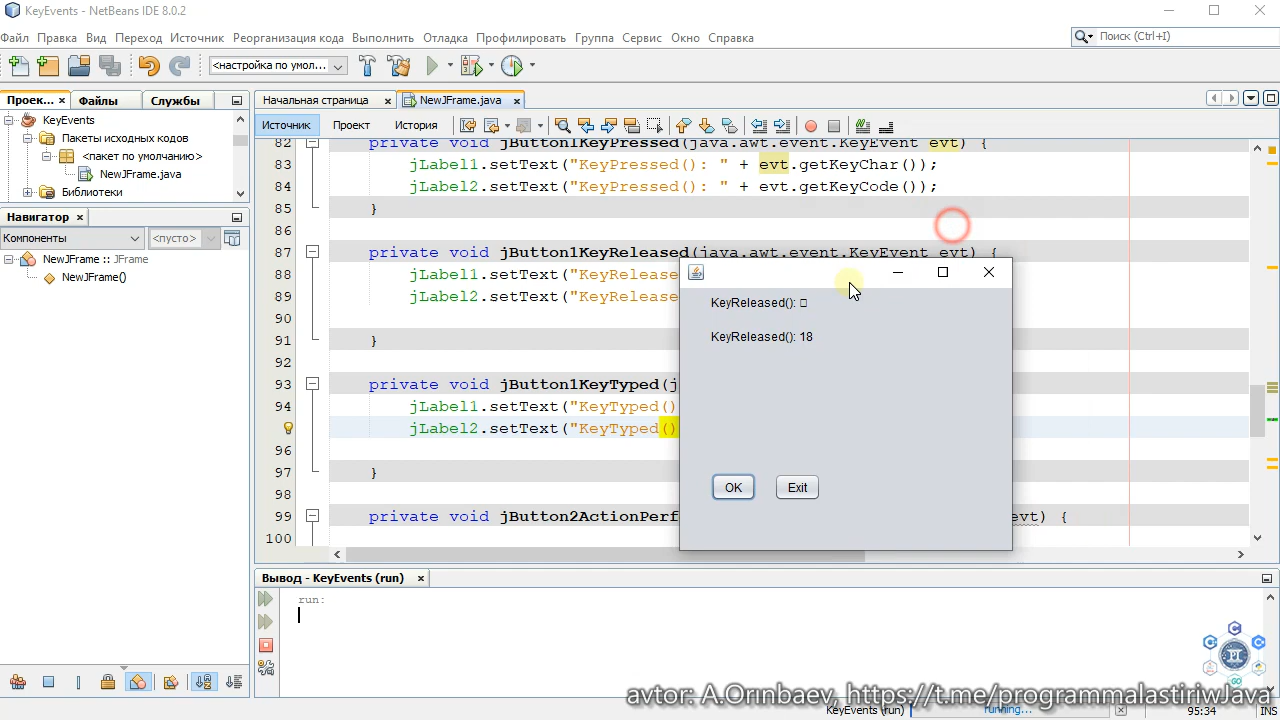 KeyEvents - NetBeans IDE 8.0.2
Файл Правка Вид Переход Источник Реорганизация кода Выполнить Отладка Профилировать Группа Сервис Окно Справка
Поиск (Ctrl+I)
<настройка по умол...
Проек... × Файлы Службы
Начальная страница × NewJFrame.java ×
KeyEvents
Пакеты исходных кодов
<пакет по умолчанию>
NewJFrame.java
Библиотеки
Навигатор ×
Компоненты <пусто>
NewJFrame :: JFrame
NewJFrame()
Источник Проект История
82 private void jButton1KeyPressed(java.awt.event.KeyEvent evt) {
83 jLabel1.setText("KeyPressed(): " + evt.getKeyChar());
84 jLabel2.setText("KeyPressed(): " + evt.getKeyCode());
85 }
86
87 private void jButton1KeyReleased(java.awt.event.KeyEvent evt) {
88 jLabel1.setText("KeyRelease
89 jLabel2.setText("KeyRelease
90
91 }
92
93 private void jButton1KeyTyped(j
94 jLabel1.setText("KeyTyped()
95 jLabel2.setText("KeyTyped()
96
97 }
98
99 private void jButton2ActionPerf evt) {
100
KeyReleased(): □
KeyReleased(): 18
OK Exit
Вывод - KeyEvents (run) ×
run:
PI
avtor: A.Orinbaev, https://t.me/programmalastiriwJava
KeyEvents (run) running... 95:34 INS